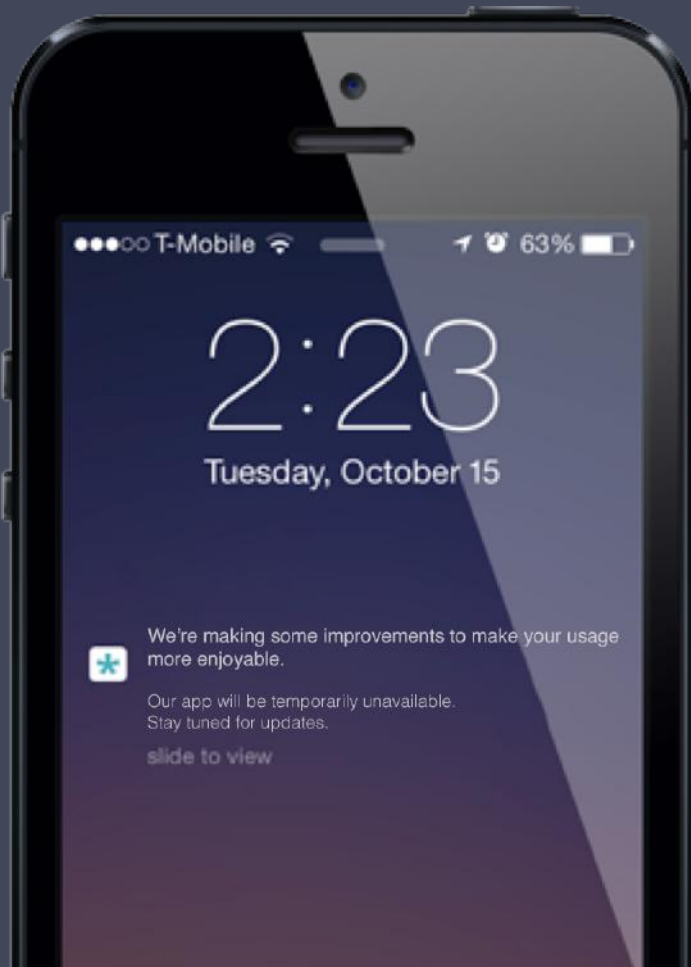 T-Mobile 63%
2:23
Tuesday, October 15
We're making some improvements to make your usage
more enjoyable.
Our app will be temporarily unavailable.
Stay tuned for updates.
slide to view